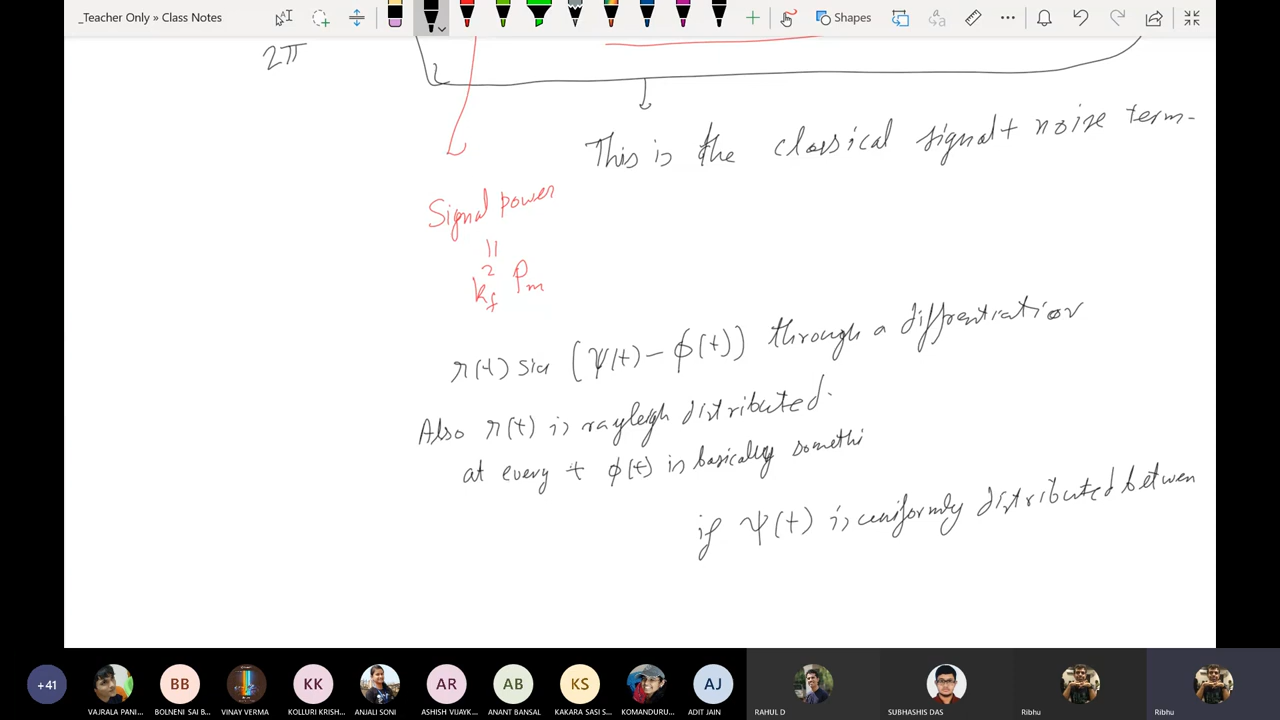 _Teacher Only » Class Notes
Shapes
2π
This is the classical signal + noise term-
Signal power
||
k_f^2 P_m
r(t) sin (ψ(t) - ϕ(t)) through a diffrentiation
Also r(t) is rayleigh distributed.
at every t ϕ(t) is basically somethi
if ψ(t) is uniformly distributed betwen
+41
BB
KK
AR
AB
KS
AJ
VAJRALA PANI...
BOLNENI SAI B...
VINAY VERMA
KOLLURI KRISH...
ANJALI SONI
ASHISH VIJAYK...
ANANT BANSAL
KAKARA SASI S...
KOMANDURU...
ADIT JAIN
RAHUL D
SUBHASHIS DAS
Ribhu
Ribhu